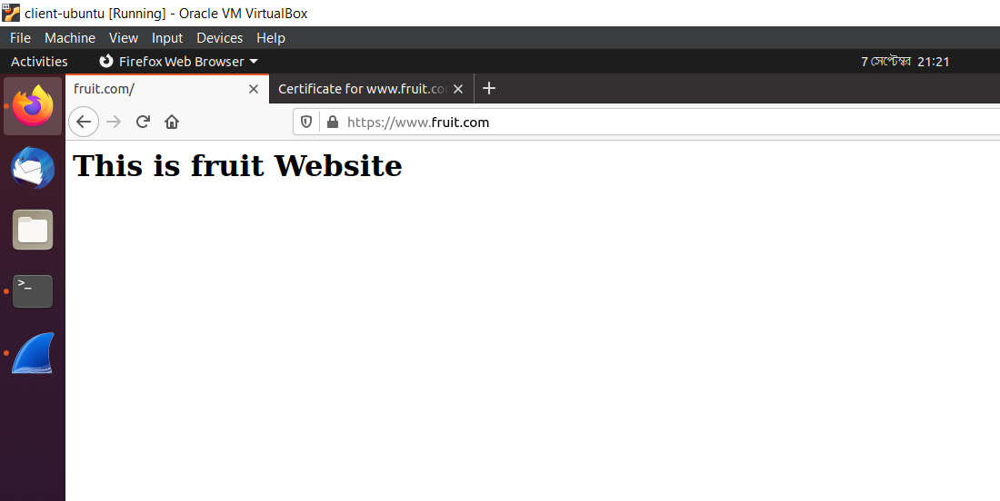 client-ubuntu [Running] - Oracle VM VirtualBox
File Machine View Input Devices Help
Activities Firefox Web Browser 7 সেপ্টেম্বর 21:21
fruit.com/ Certificate for www.fruit.co
https://www.fruit.com
This is fruit Website
>_